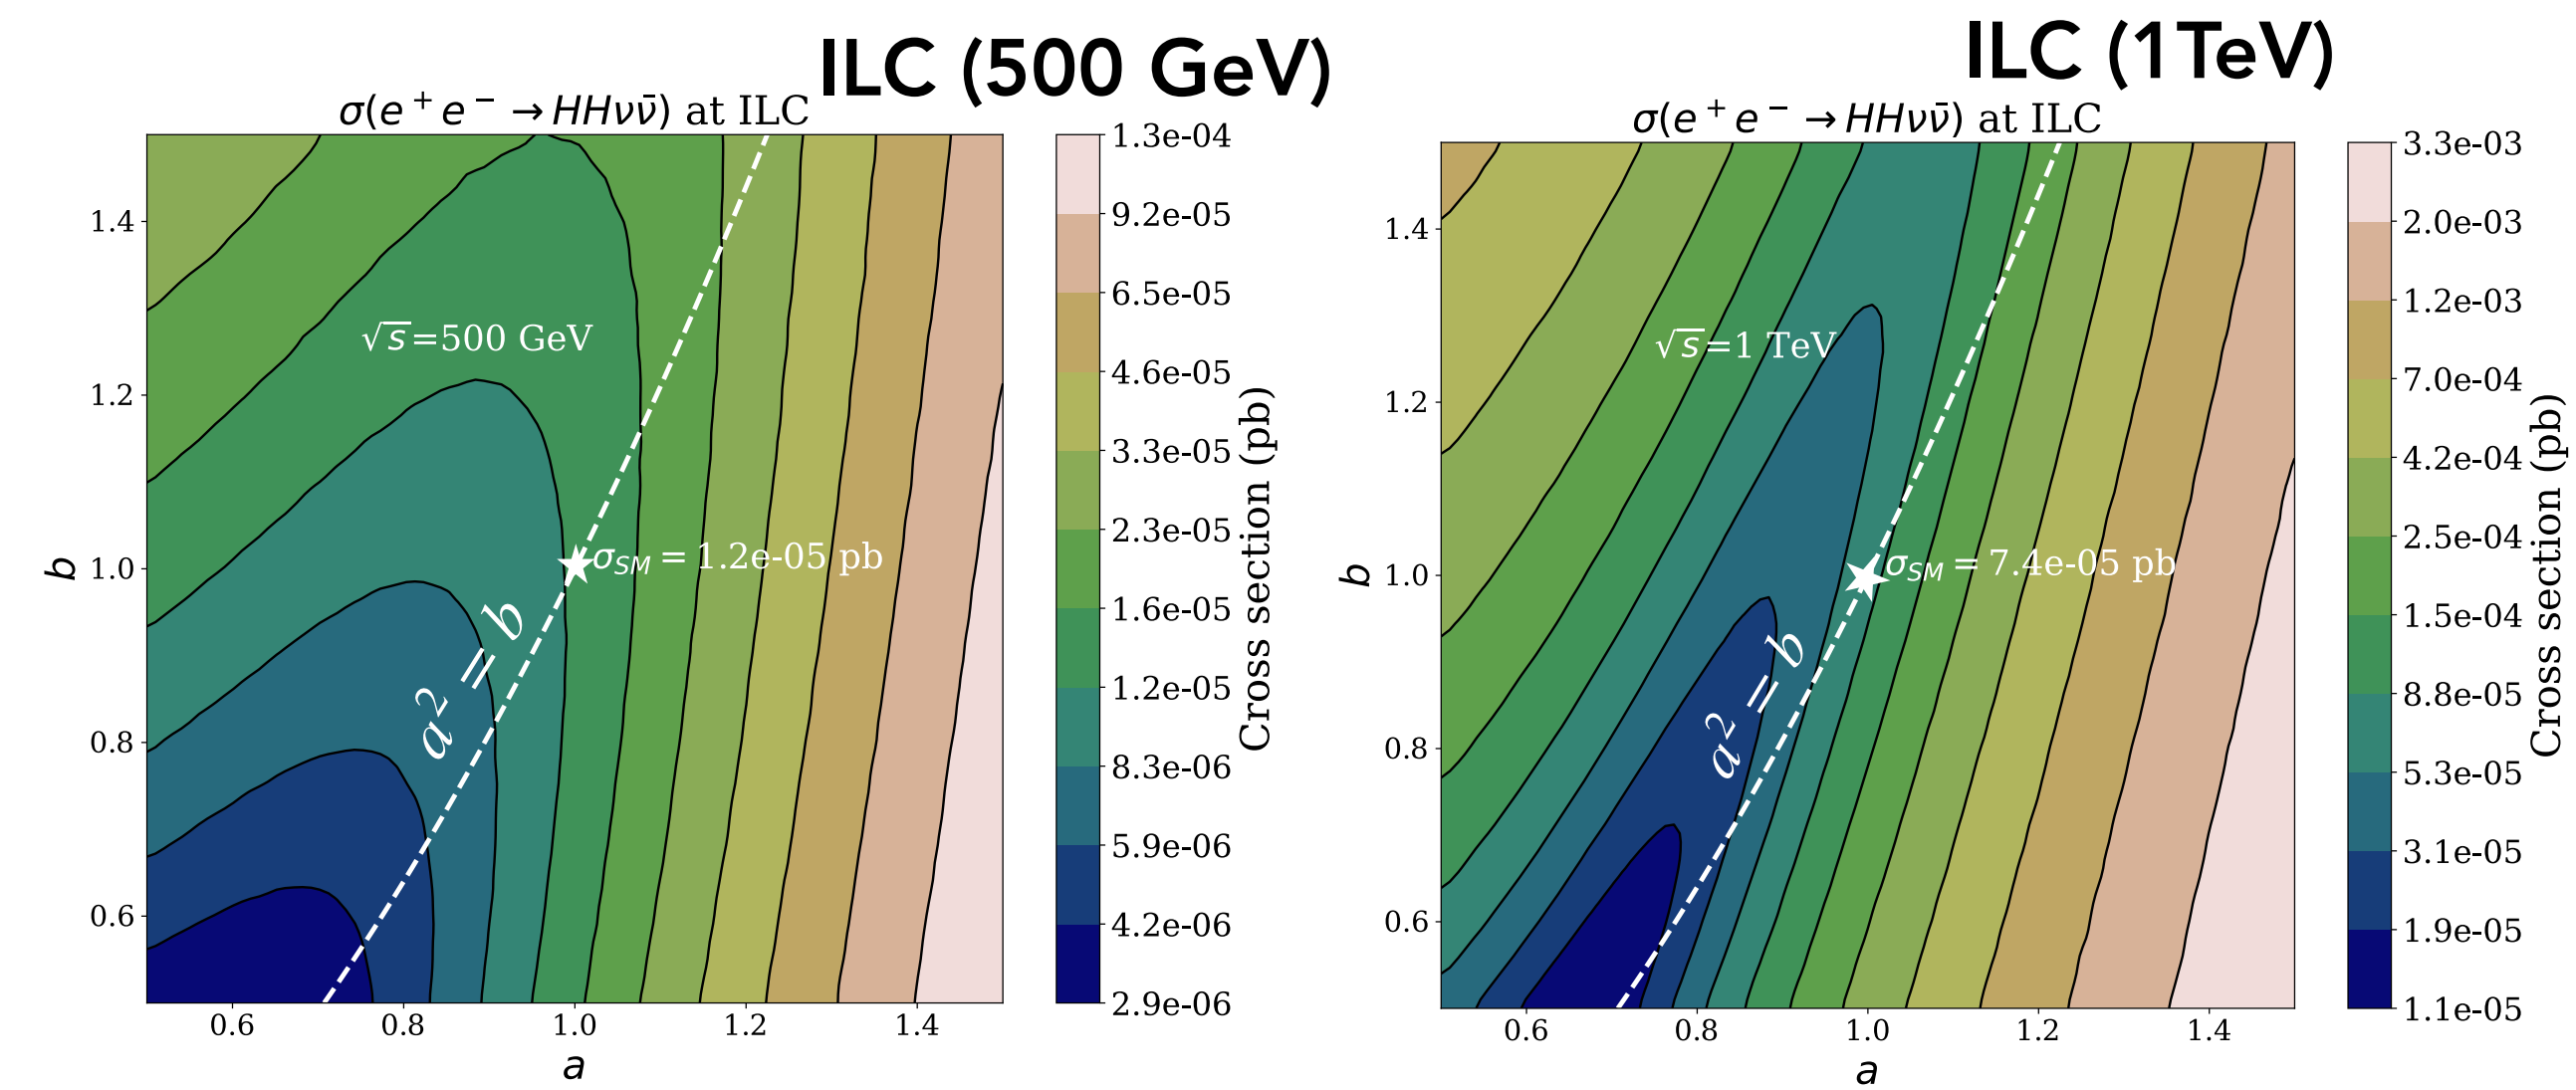 ILC (500 GeV)
σ(e⁺e⁻ → HHνν̄) at ILC
1.4
1.2
1.0
0.8
0.6
b
√s=500 GeV
σSM = 1.2e-05 pb
a² = b
0.6 0.8 1.0 1.2 1.4
a
1.3e-04
9.2e-05
6.5e-05
4.6e-05
3.3e-05
2.3e-05
1.6e-05
1.2e-05
8.3e-06
5.9e-06
4.2e-06
2.9e-06
Cross section (pb)
ILC (1TeV)
σ(e⁺e⁻ → HHνν̄) at ILC
1.4
1.2
1.0
0.8
0.6
b
√s=1 TeV
σSM = 7.4e-05 pb
a² = b
0.6 0.8 1.0 1.2 1.4
a
3.3e-03
2.0e-03
1.2e-03
7.0e-04
4.2e-04
2.5e-04
1.5e-04
8.8e-05
5.3e-05
3.1e-05
1.9e-05
1.1e-05
Cross section (pb)